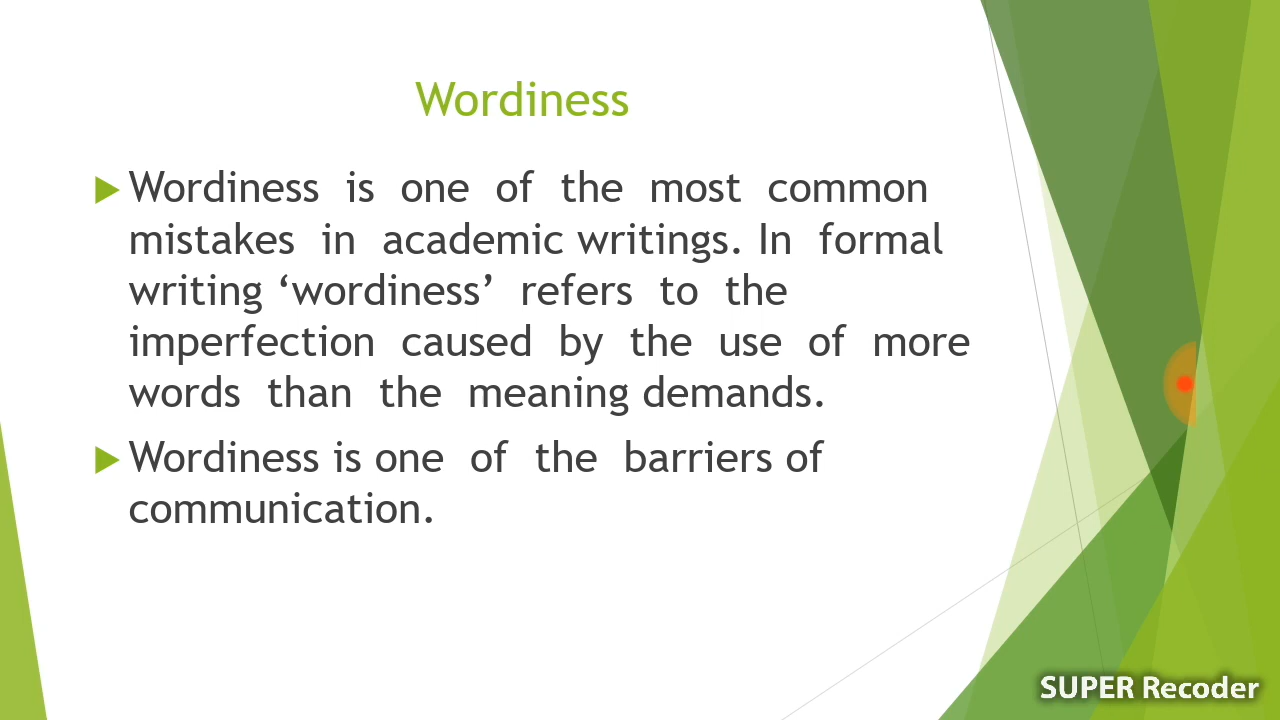 Wordiness
Wordiness is one of the most common
mistakes in academic writings. In formal
writing ‘wordiness’ refers to the
imperfection caused by the use of more
words than the meaning demands.
Wordiness is one of the barriers of
communication.
SUPER Recoder